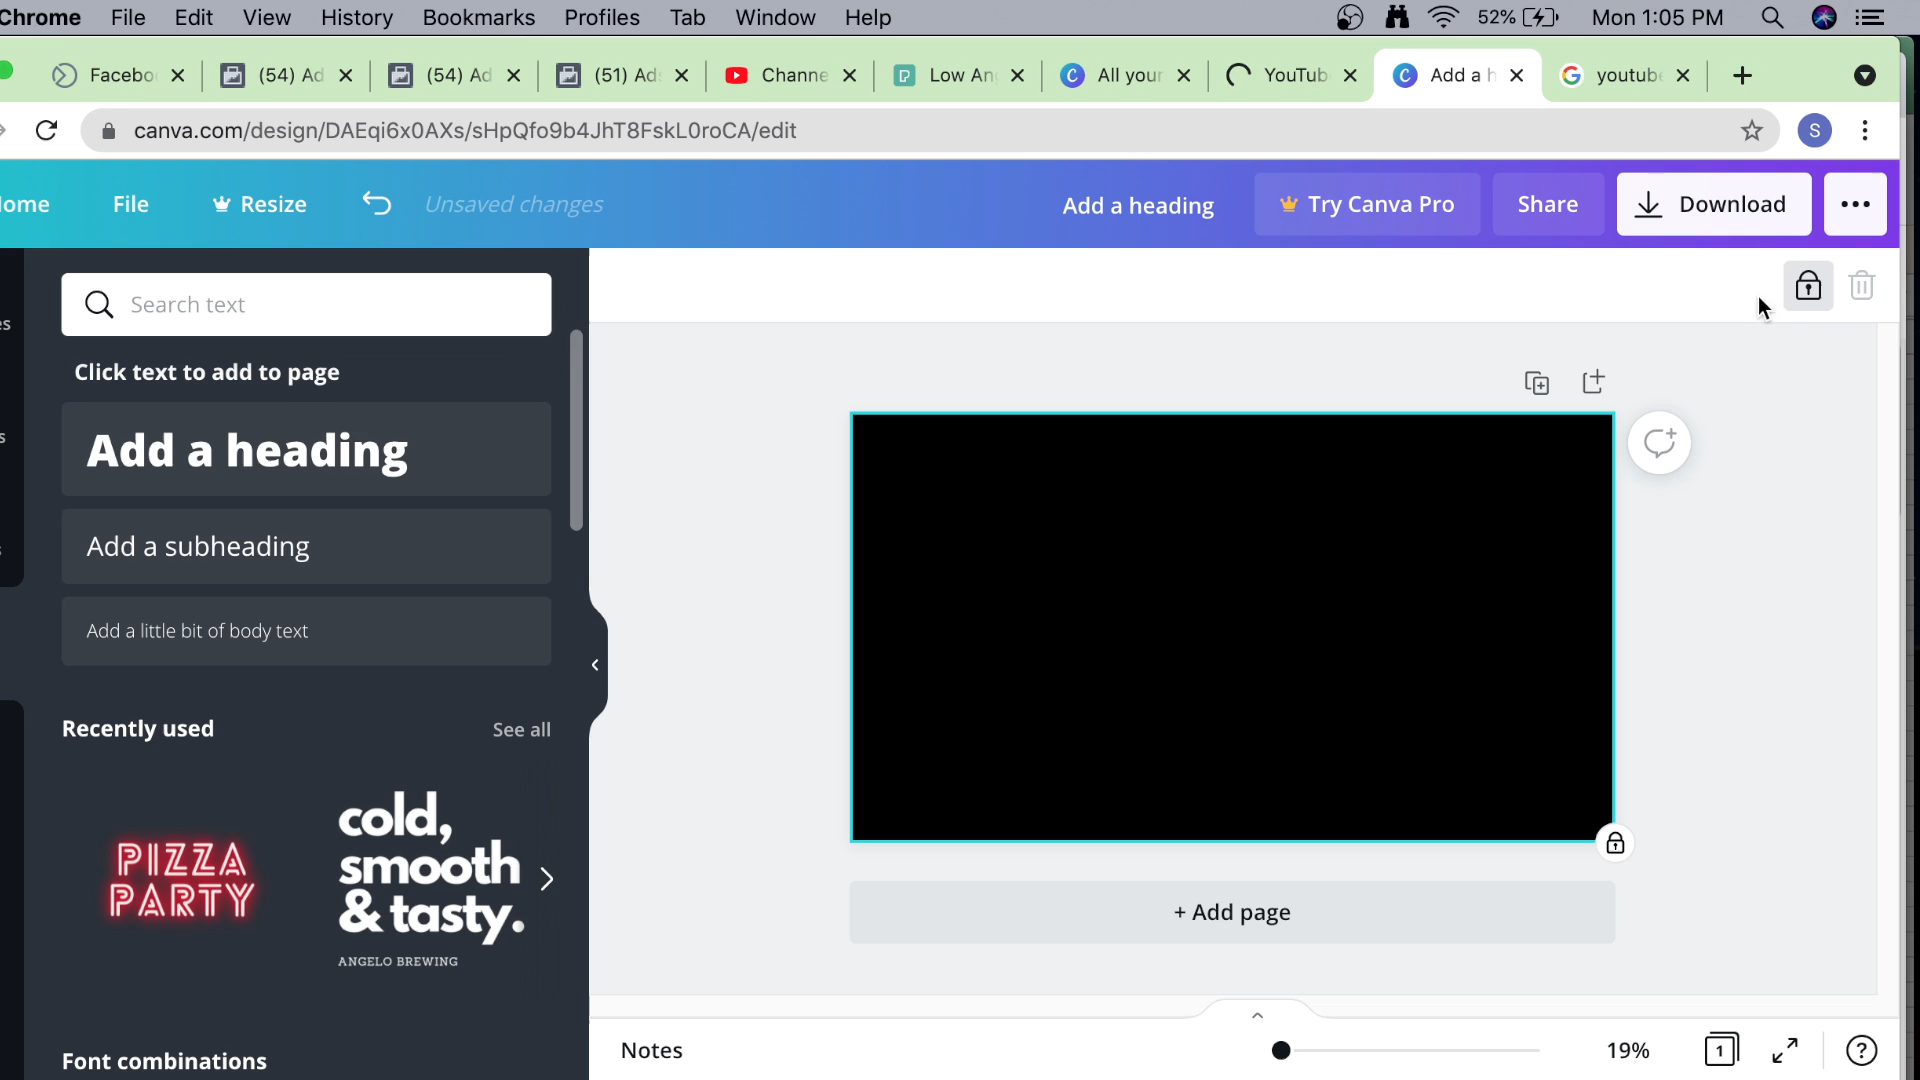 Chrome File Edit View History Bookmarks Profiles Tab Window Help 52% Mon 1:05 PM
Facebo (54) Ad (54) Ad (51) Ads Channe Low An All your YouTub Add a h youtube
canva.com/design/DAEqi6x0AXs/sHpQfo9b4JhT8FskL0roCA/edit S
ome File Resize Unsaved changes Add a heading Try Canva Pro Share Download
Search text
es
Click text to add to page
s
Add a heading
s
Add a subheading
Add a little bit of body text
Recently used See all
PIZZA
PARTY
cold,
smooth
& tasty.
ANGELO BREWING
+ Add page
Font combinations
Notes 19% 1 ?